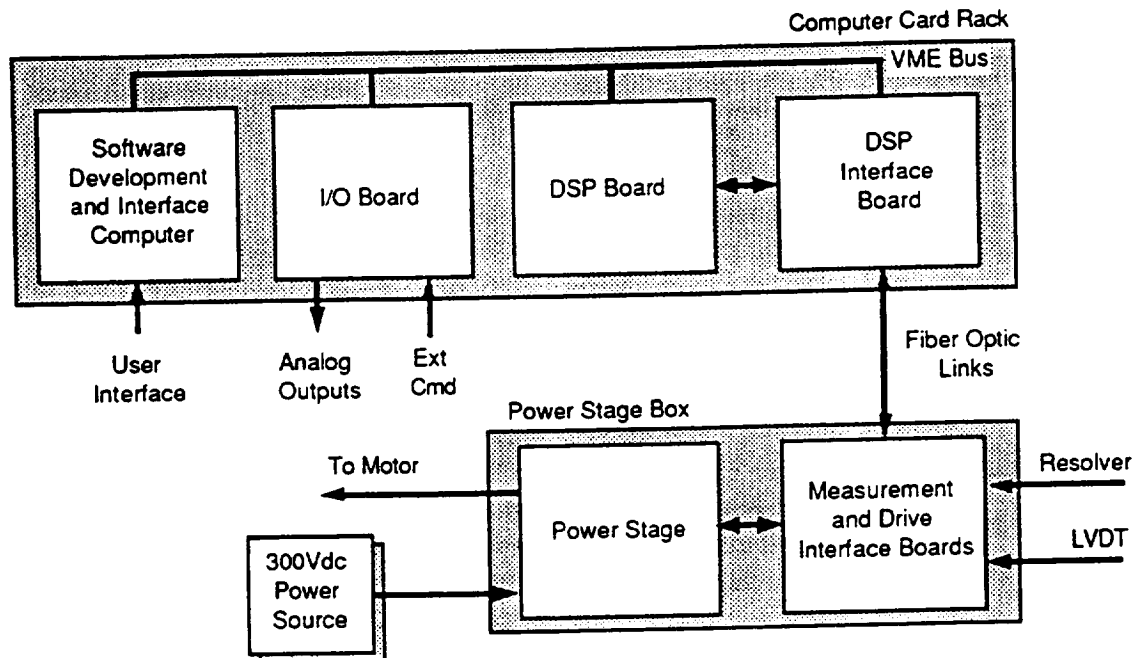 Computer Card Rack
VME Bus
Software
Development
and Interface
Computer
I/O Board
DSP Board
DSP
Interface
Board
User
Interface
Analog
Outputs
Ext
Cmd
Fiber Optic
Links
Power Stage Box
To Motor
Power Stage
Measurement
and Drive
Interface Boards
Resolver
LVDT
300Vdc
Power
Source